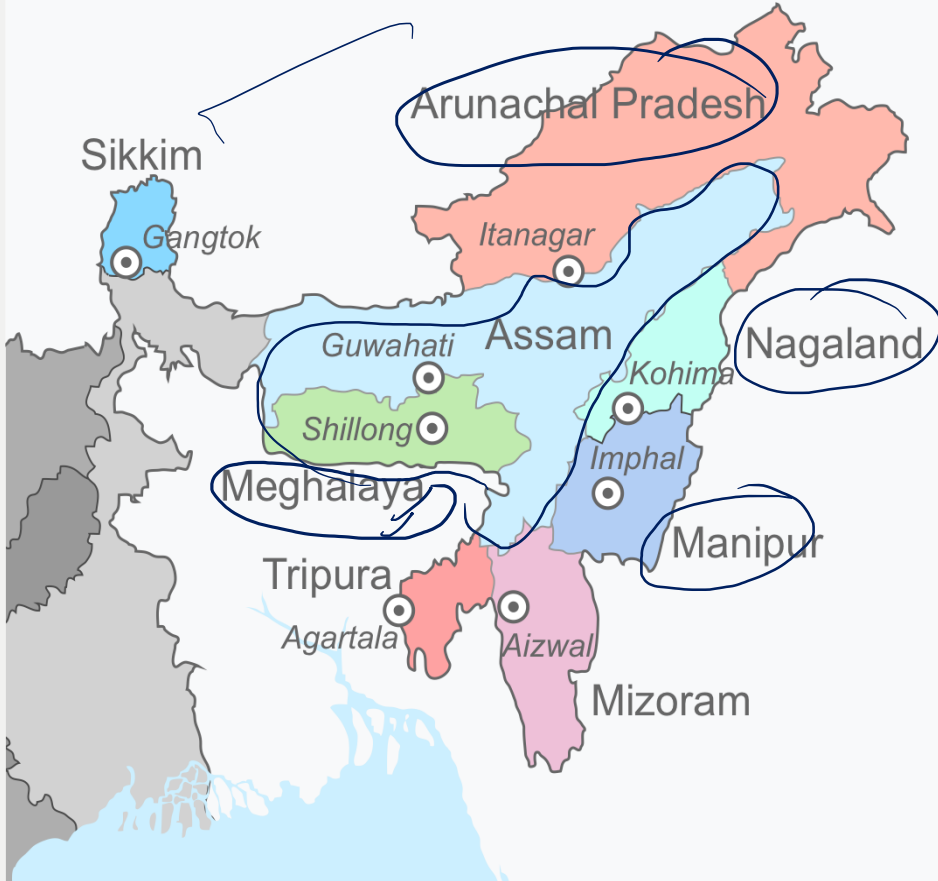 Arunachal Pradesh
Sikkim
Gangtok
Itanagar
Assam
Guwahati
Nagaland
Kohima
Shillong
Imphal
Meghalaya
Manipur
Tripura
Agartala
Aizwal
Mizoram